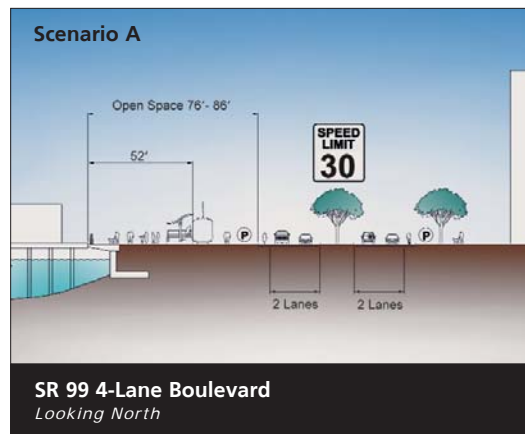 Scenario A
Open Space 76'- 86'
52'
SPEED
LIMIT
30
P
P
2 Lanes
2 Lanes
SR 99 4-Lane Boulevard
Looking North